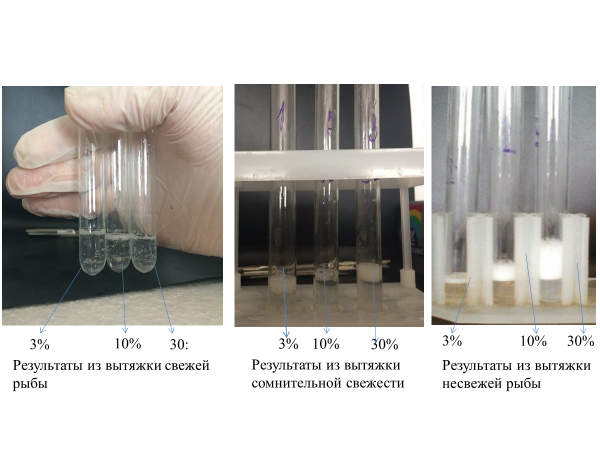 3%
10%
30:
Результаты из вытяжки свежей
рыбы
3%
10%
30%
Результаты из вытяжки
сомнительной свежести
3%
10%
30%
Результаты из вытяжки
несвежей рыбы